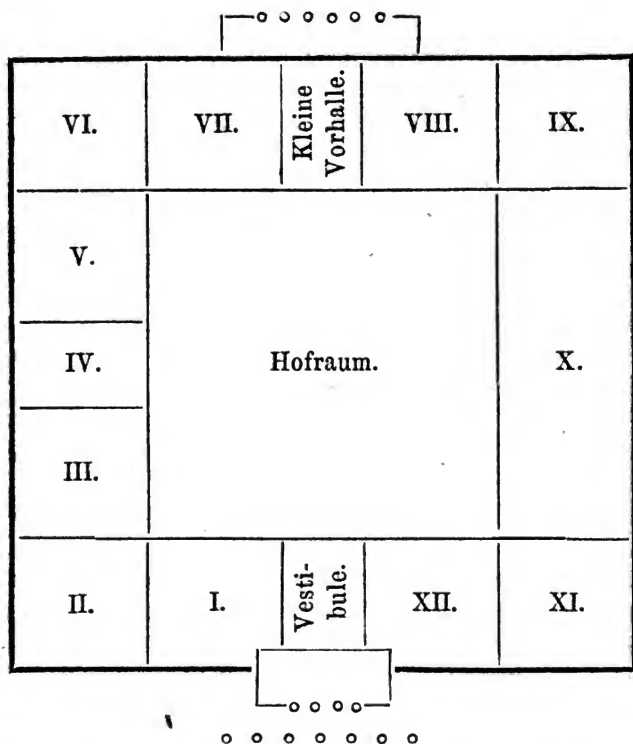 VI.
VII.
Kleine
Vorhalle.
VIII.
IX.
V.
IV.
Hofraum.
X.
III.
II.
I.
Vesti-
bule.
XII.
XI.